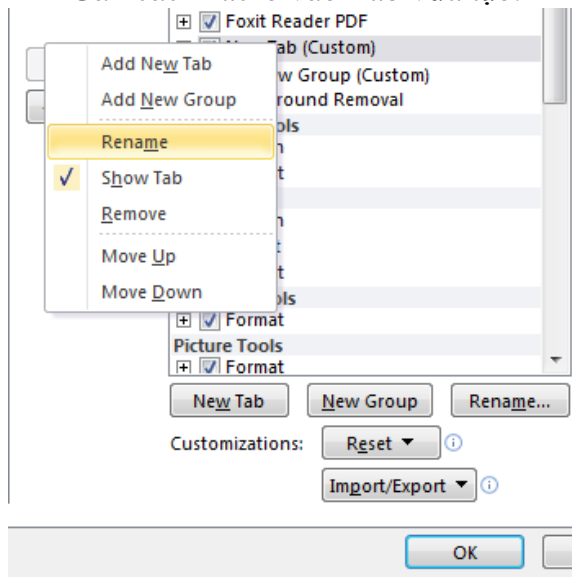 Foxit Reader PDF
Tab (Custom)
Add New Tab
w Group (Custom)
Add New Group
round Removal
ols
Rename
Show Tab
Remove
Move Up
Move Down
ols
Format
Picture Tools
Format
New Tab
New Group
Rename...
Customizations:
Reset
Import/Export
OK